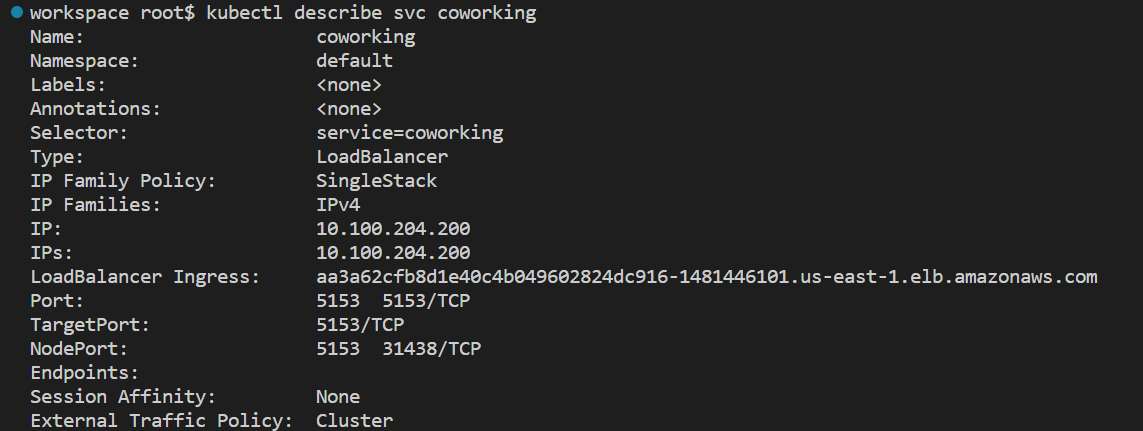 workspace root$ kubectl describe svc coworking
Name: coworking
Namespace: default
Labels: <none>
Annotations: <none>
Selector: service=coworking
Type: LoadBalancer
IP Family Policy: SingleStack
IP Families: IPv4
IP: 10.100.204.200
IPs: 10.100.204.200
LoadBalancer Ingress: aa3a62cfb8d1e40c4b049602824dc916-1481446101.us-east-1.elb.amazonaws.com
Port: 5153 5153/TCP
TargetPort: 5153/TCP
NodePort: 5153 31438/TCP
Endpoints:
Session Affinity: None
External Traffic Policy: Cluster